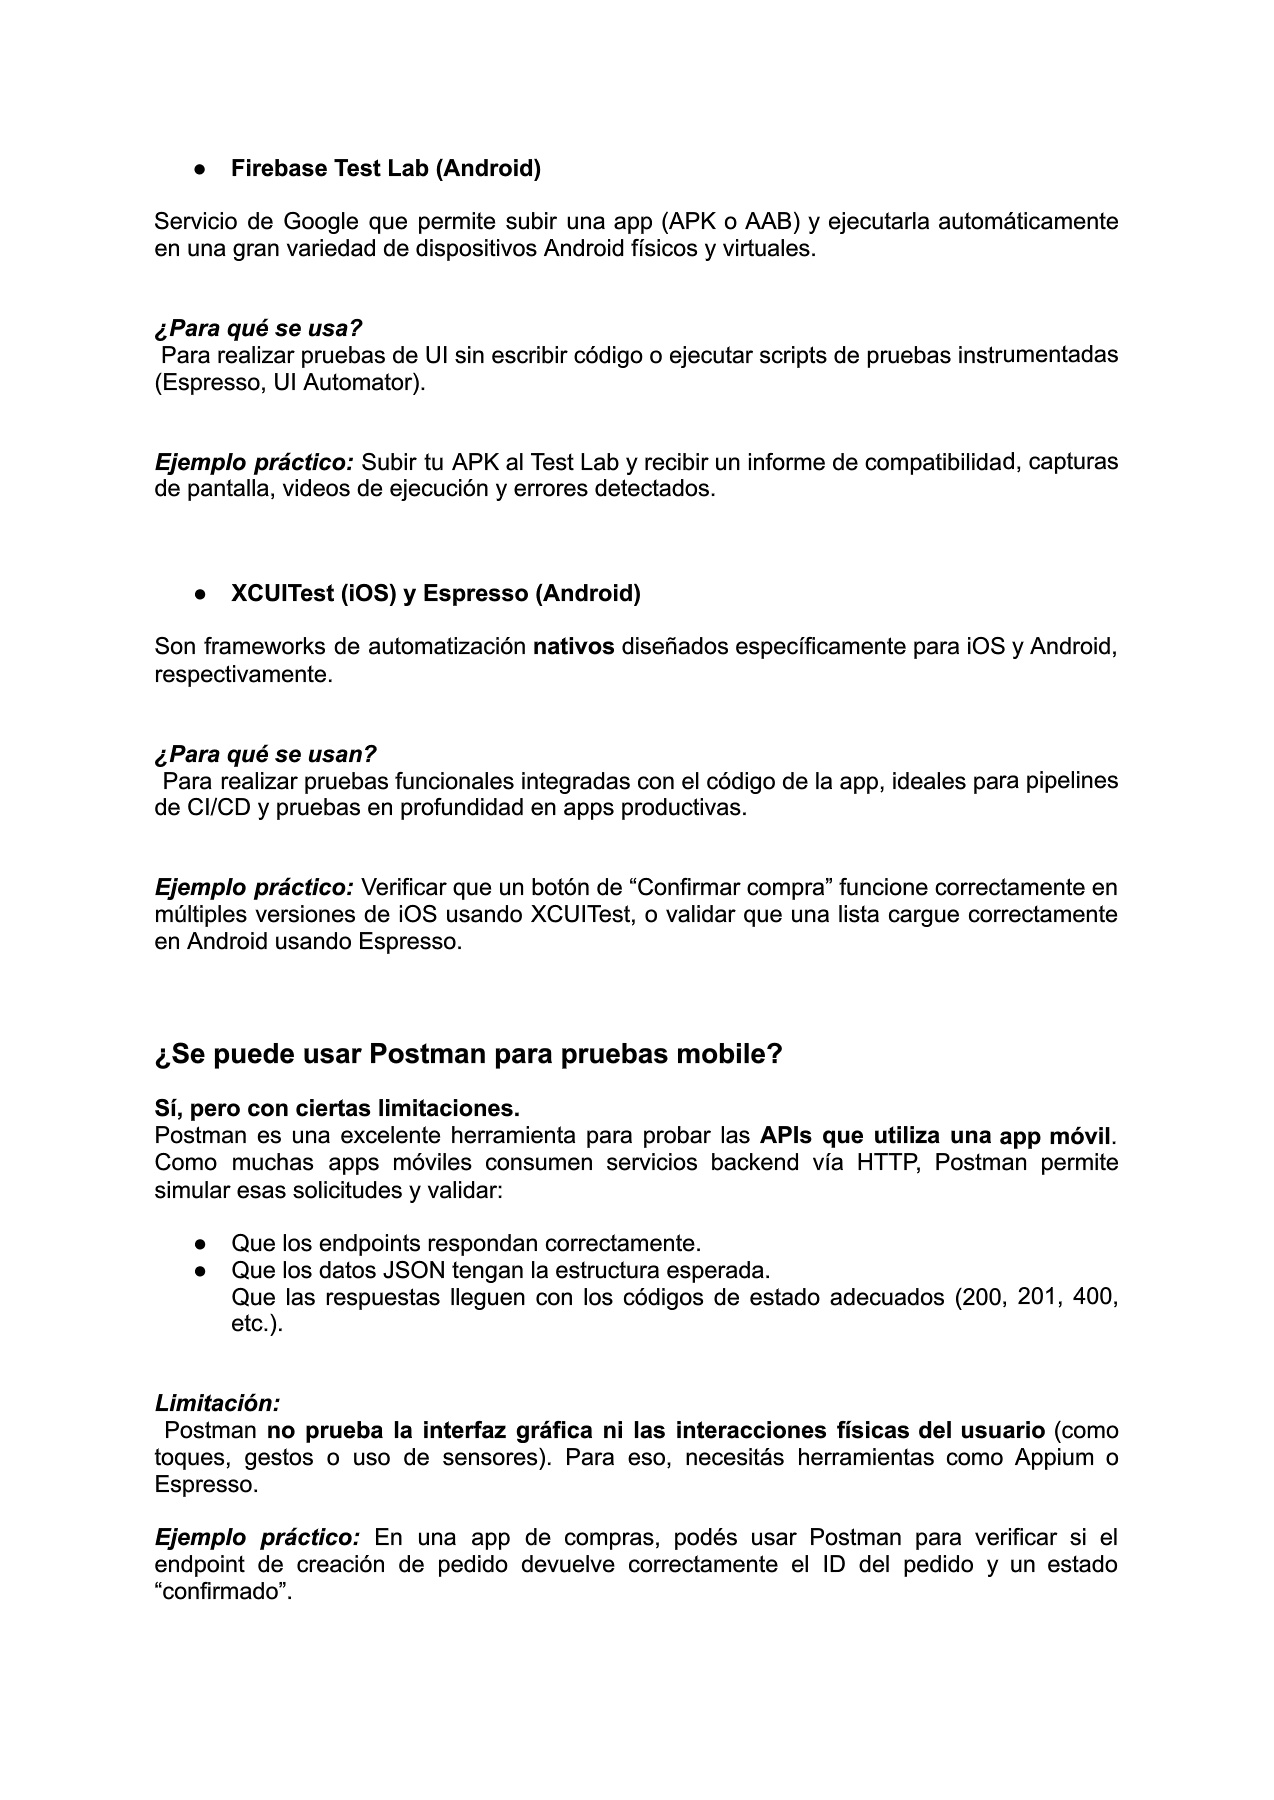 ● Firebase Test Lab (Android)
Servicio de Google que permite subir una app (APK o AAB) y ejecutarla automáticamente
en una gran variedad de dispositivos Android físicos y virtuales.
¿Para qué se usa?
Para realizar pruebas de UI sin escribir código o ejecutar scripts de pruebas instrumentadas
(Espresso, UI Automator).
Ejemplo práctico: Subir tu APK al Test Lab y recibir un informe de compatibilidad, capturas
de pantalla, videos de ejecución y errores detectados.
● XCUITest (iOS) y Espresso (Android)
Son frameworks de automatización nativos diseñados específicamente para iOS y Android,
respectivamente.
¿Para qué se usan?
Para realizar pruebas funcionales integradas con el código de la app, ideales para pipelines
de CI/CD y pruebas en profundidad en apps productivas.
Ejemplo práctico: Verificar que un botón de “Confirmar compra” funcione correctamente en
múltiples versiones de iOS usando XCUITest, o validar que una lista cargue correctamente
en Android usando Espresso.
¿Se puede usar Postman para pruebas mobile?
Sí, pero con ciertas limitaciones.
Postman es una excelente herramienta para probar las APIs que utiliza una app móvil.
Como muchas apps móviles consumen servicios backend vía HTTP, Postman permite
simular esas solicitudes y validar:
● Que los endpoints respondan correctamente.
● Que los datos JSON tengan la estructura esperada.
Que las respuestas lleguen con los códigos de estado adecuados (200, 201, 400,
etc.).
Limitación:
Postman no prueba la interfaz gráfica ni las interacciones físicas del usuario (como
toques, gestos o uso de sensores). Para eso, necesitás herramientas como Appium o
Espresso.
Ejemplo práctico: En una app de compras, podés usar Postman para verificar si el
endpoint de creación de pedido devuelve correctamente el ID del pedido y un estado
“confirmado”.